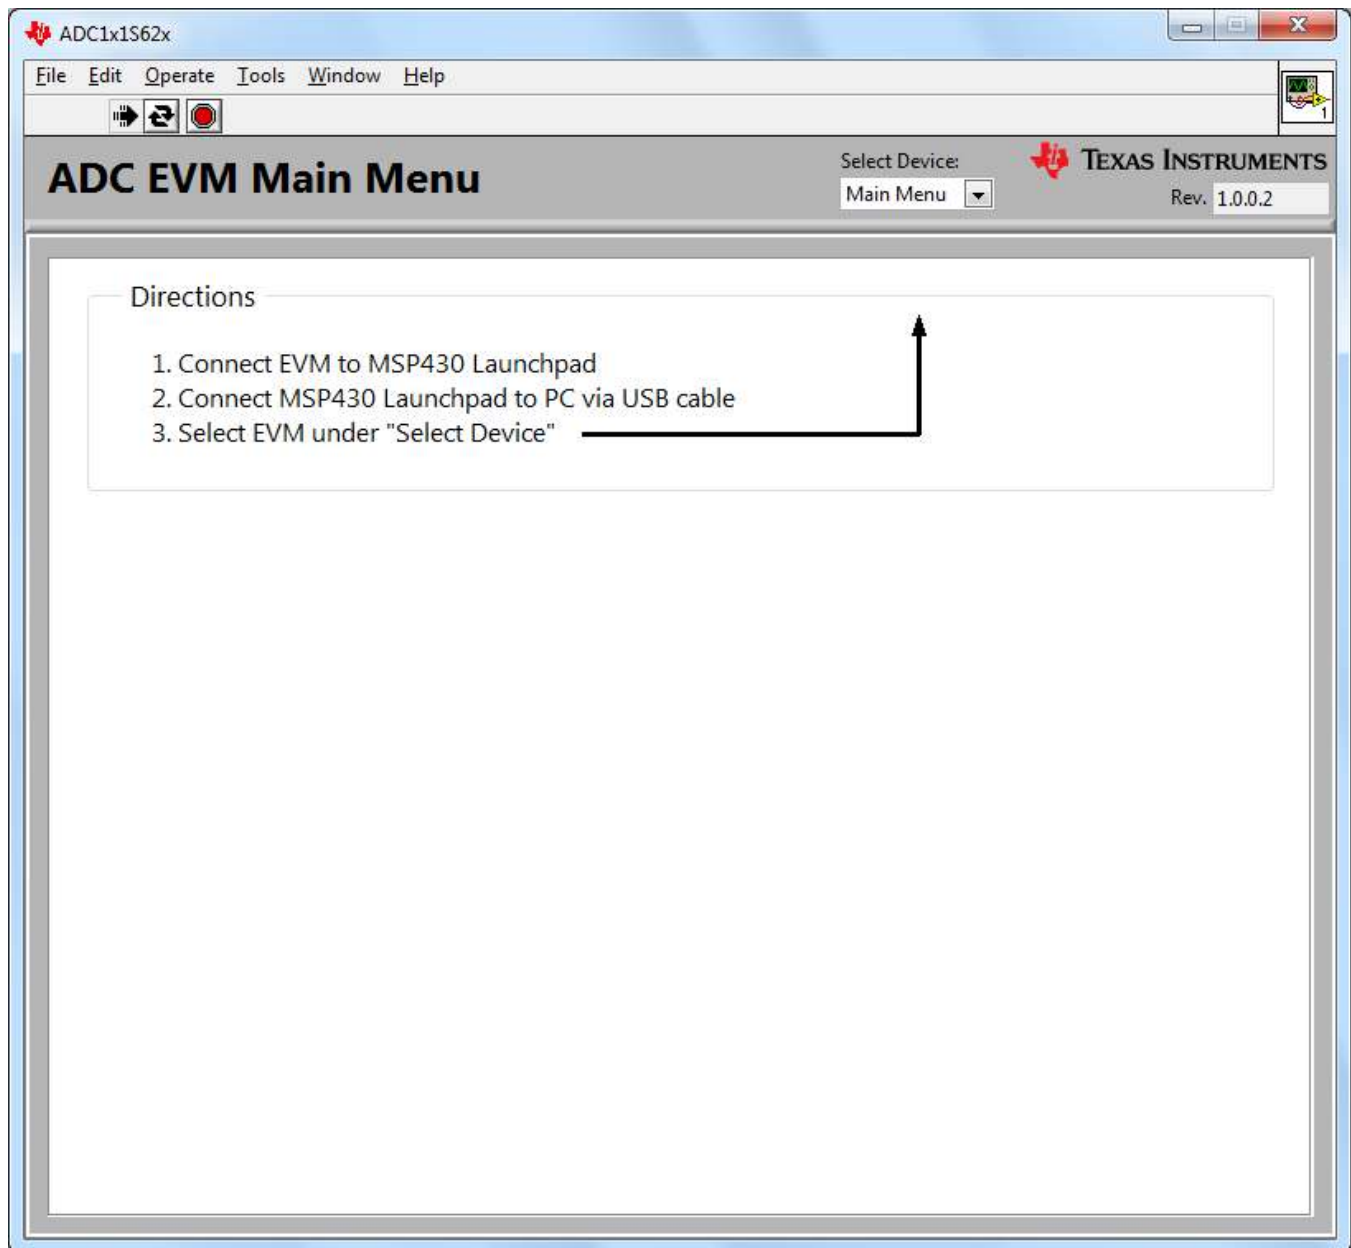 ADC1x1S62x
File Edit Operate Tools Window Help
1
ADC EVM Main Menu
Select Device:
Main Menu
TEXAS INSTRUMENTS
Rev. 1.0.0.2
Directions
1. Connect EVM to MSP430 Launchpad
2. Connect MSP430 Launchpad to PC via USB cable
3. Select EVM under "Select Device"